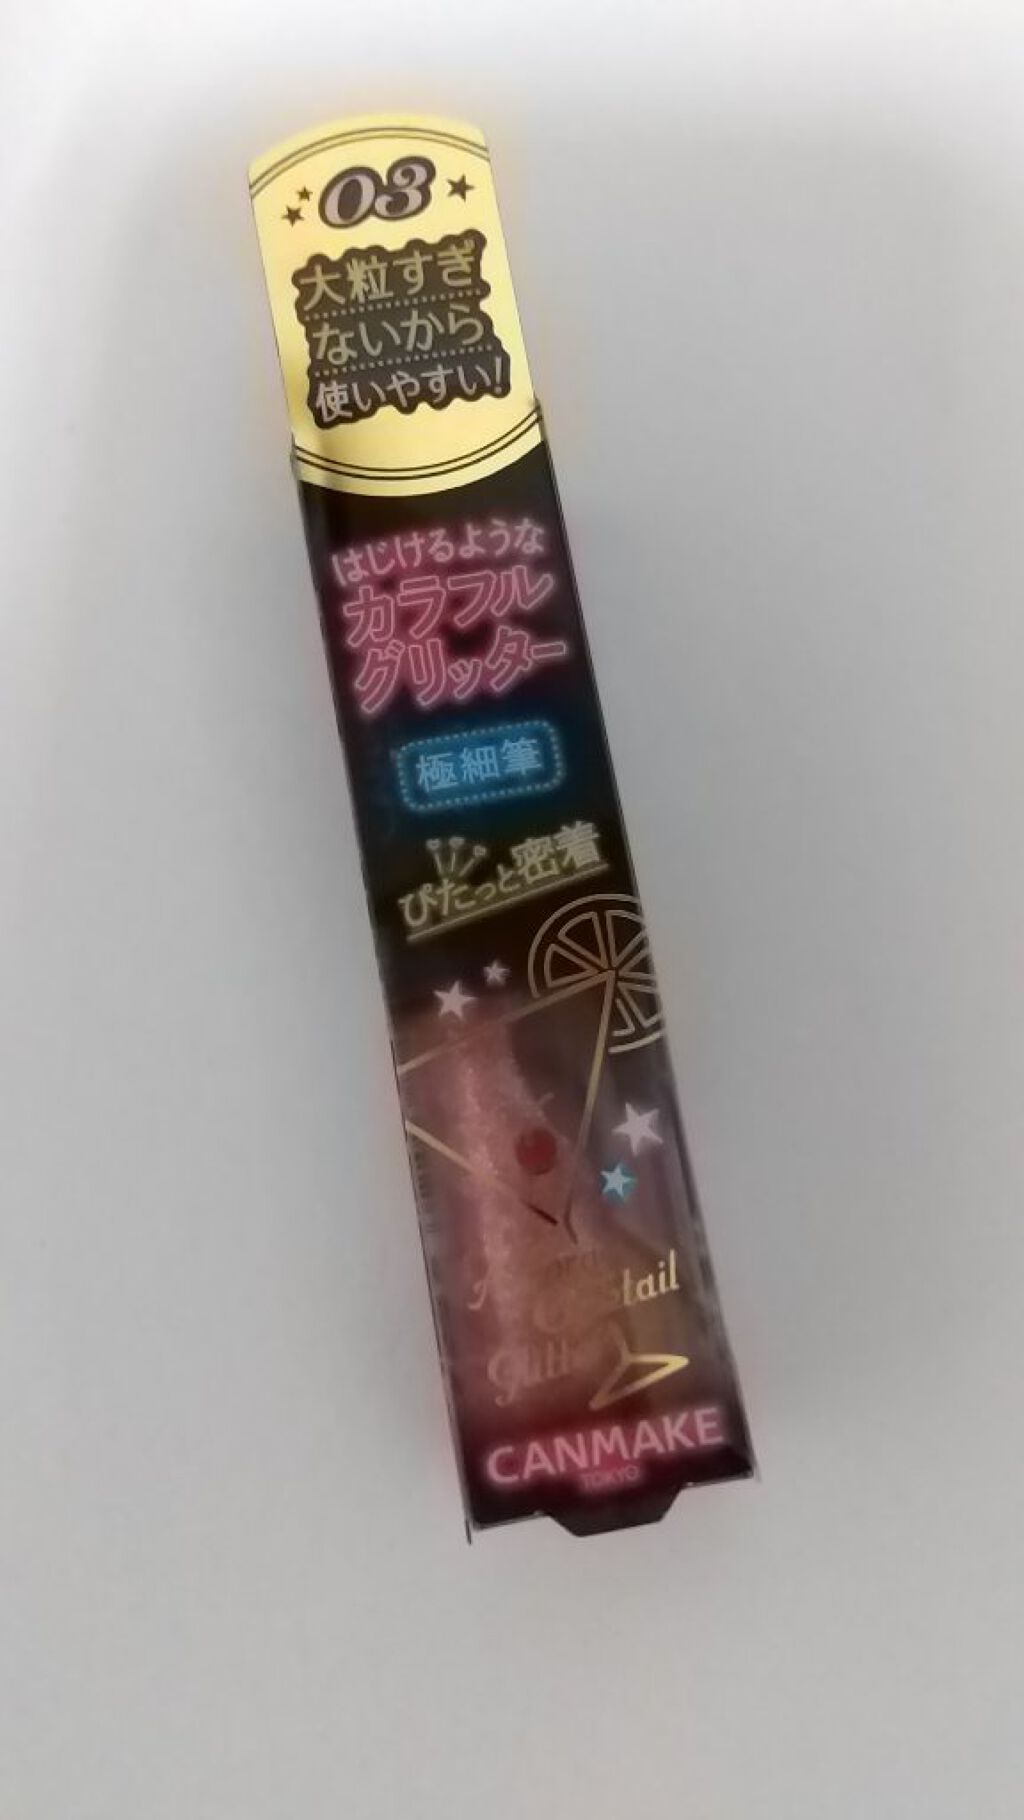 03
大粒すぎ
ないから
使いやすい!
はじけるような
カラフル
グリッター
極細筆
ぴたっと密着
CANMAKE
TOKYO